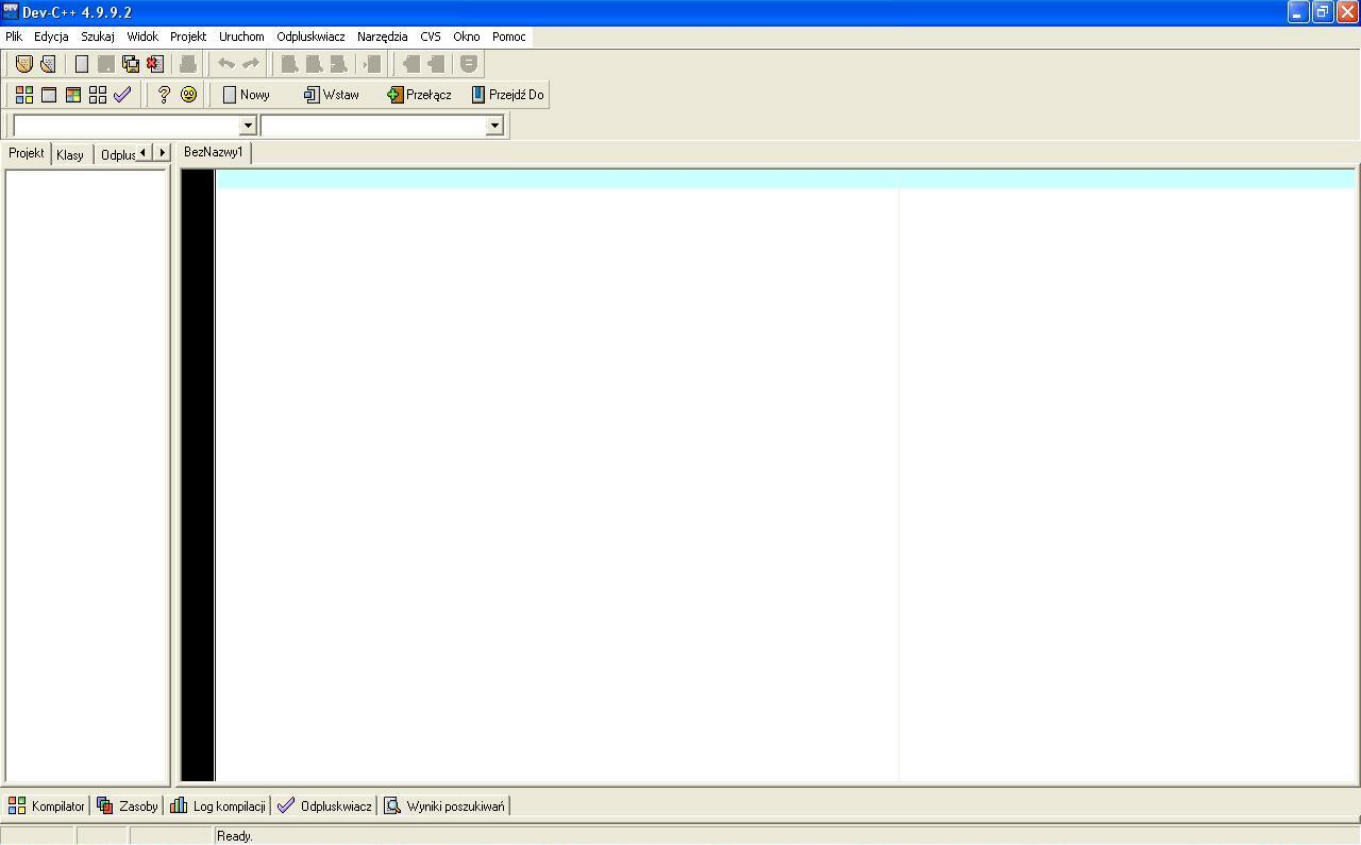 Dev-C++ 4.9.9.2
Plik Edycja Szukaj Widok Projekt Uruchom Odpluskwiacz Narzędzia CVS Okno Pomoc
Nowy Wstaw Przełącz Przejdź Do
Projekt Klasy Odplus BezNazwy1
Kompilator Zasoby Log kompilacji Odpluskwiacz Wyniki poszukiwań
Ready.